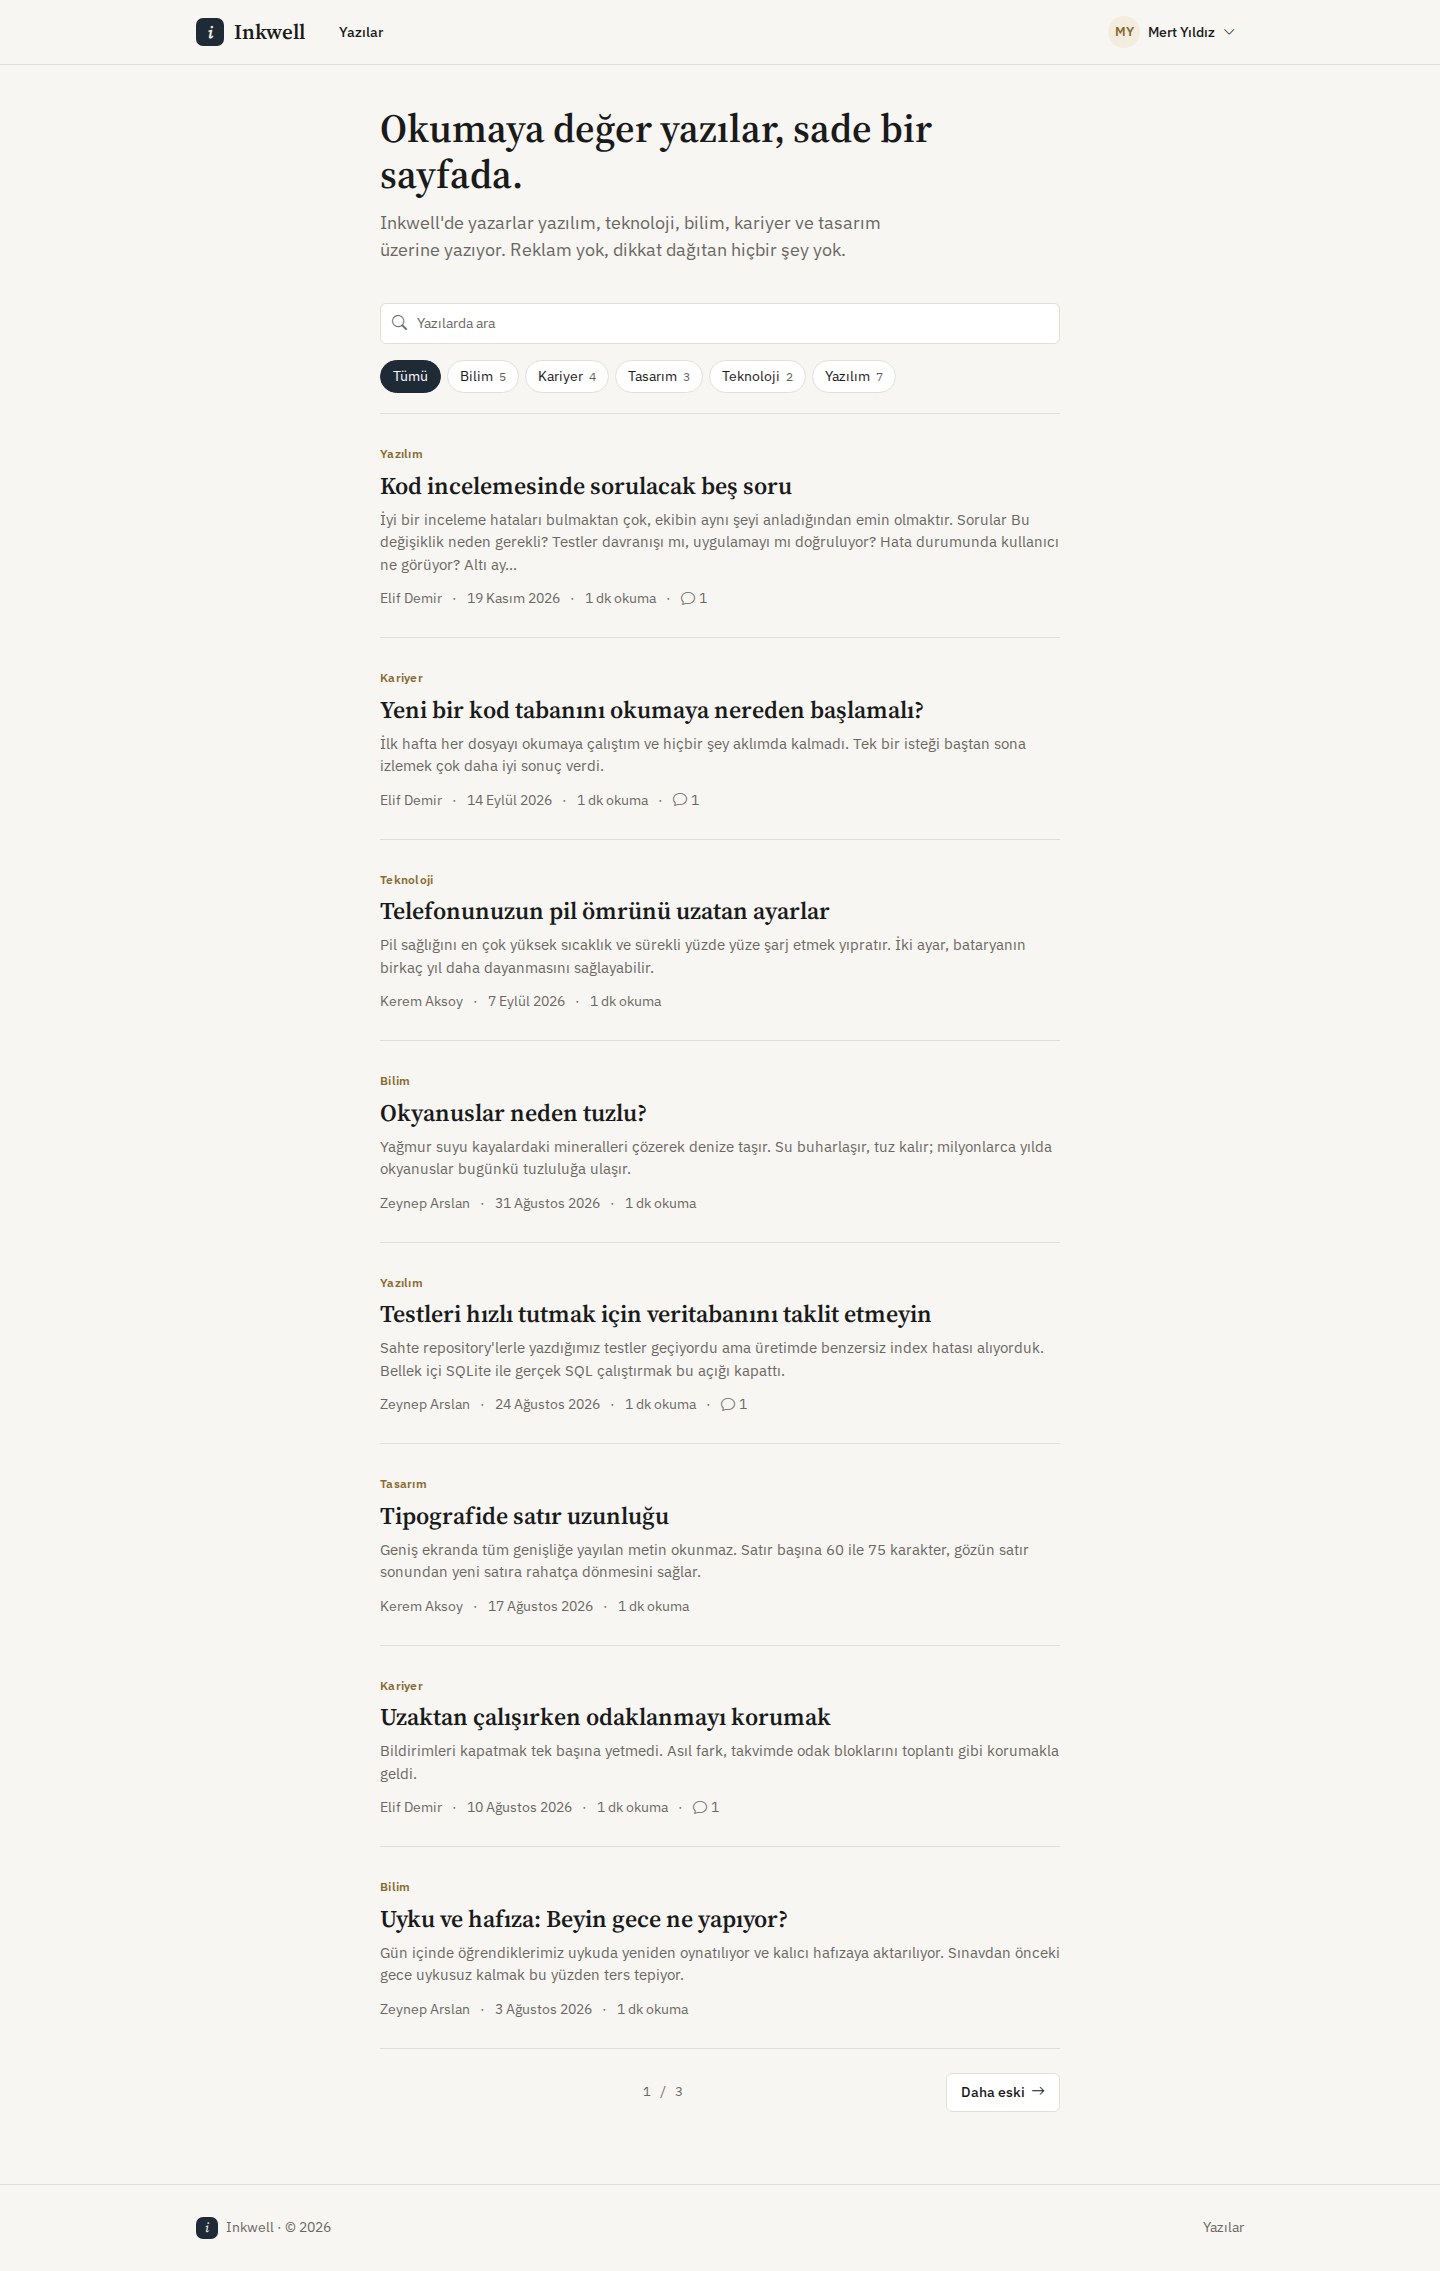 i Inkwell Yazılar MY Mert Yıldız
Okumaya değer yazılar, sade bir
sayfada.
Inkwell'de yazarlar yazılım, teknoloji, bilim, kariyer ve tasarım
üzerine yazıyor. Reklam yok, dikkat dağıtan hiçbir şey yok.
Yazılarda ara
Tümü Bilim 5 Kariyer 4 Tasarım 3 Teknoloji 2 Yazılım 7
Yazılım
Kod incelemesinde sorulacak beş soru
İyi bir inceleme hataları bulmaktan çok, ekibin aynı şeyi anladığından emin olmaktır. Sorular Bu
değişiklik neden gerekli? Testler davranışı mı, uygulamayı mı doğruluyor? Hata durumunda kullanıcı
ne görüyor? Altı ay...
Elif Demir · 19 Kasım 2026 · 1 dk okuma · 1
Kariyer
Yeni bir kod tabanını okumaya nereden başlamalı?
İlk hafta her dosyayı okumaya çalıştım ve hiçbir şey aklımda kalmadı. Tek bir isteği baştan sona
izlemek çok daha iyi sonuç verdi.
Elif Demir · 14 Eylül 2026 · 1 dk okuma · 1
Teknoloji
Telefonunuzun pil ömrünü uzatan ayarlar
Pil sağlığını en çok yüksek sıcaklık ve sürekli yüzde yüze şarj etmek yıpratır. İki ayar, bataryanın
birkaç yıl daha dayanmasını sağlayabilir.
Kerem Aksoy · 7 Eylül 2026 · 1 dk okuma
Bilim
Okyanuslar neden tuzlu?
Yağmur suyu kayalardaki mineralleri çözerek denize taşır. Su buharlaşır, tuz kalır; milyonlarca yılda
okyanuslar bugünkü tuzluluğa ulaşır.
Zeynep Arslan · 31 Ağustos 2026 · 1 dk okuma
Yazılım
Testleri hızlı tutmak için veritabanını taklit etmeyin
Sahte repository'lerle yazdığımız testler geçiyordu ama üretimde benzersiz index hatası alıyorduk.
Bellek içi SQLite ile gerçek SQL çalıştırmak bu açığı kapattı.
Zeynep Arslan · 24 Ağustos 2026 · 1 dk okuma · 1
Tasarım
Tipografide satır uzunluğu
Geniş ekranda tüm genişliğe yayılan metin okunmaz. Satır başına 60 ile 75 karakter, gözün satır
sonundan yeni satıra rahatça dönmesini sağlar.
Kerem Aksoy · 17 Ağustos 2026 · 1 dk okuma
Kariyer
Uzaktan çalışırken odaklanmayı korumak
Bildirimleri kapatmak tek başına yetmedi. Asıl fark, takvimde odak bloklarını toplantı gibi korumakla
geldi.
Elif Demir · 10 Ağustos 2026 · 1 dk okuma · 1
Bilim
Uyku ve hafıza: Beyin gece ne yapıyor?
Gün içinde öğrendiklerimiz uykuda yeniden oynatılıyor ve kalıcı hafızaya aktarılıyor. Sınavdan önceki
gece uykusuz kalmak bu yüzden ters tepiyor.
Zeynep Arslan · 3 Ağustos 2026 · 1 dk okuma
1 / 3 Daha eski →
i Inkwell · © 2026 Yazılar